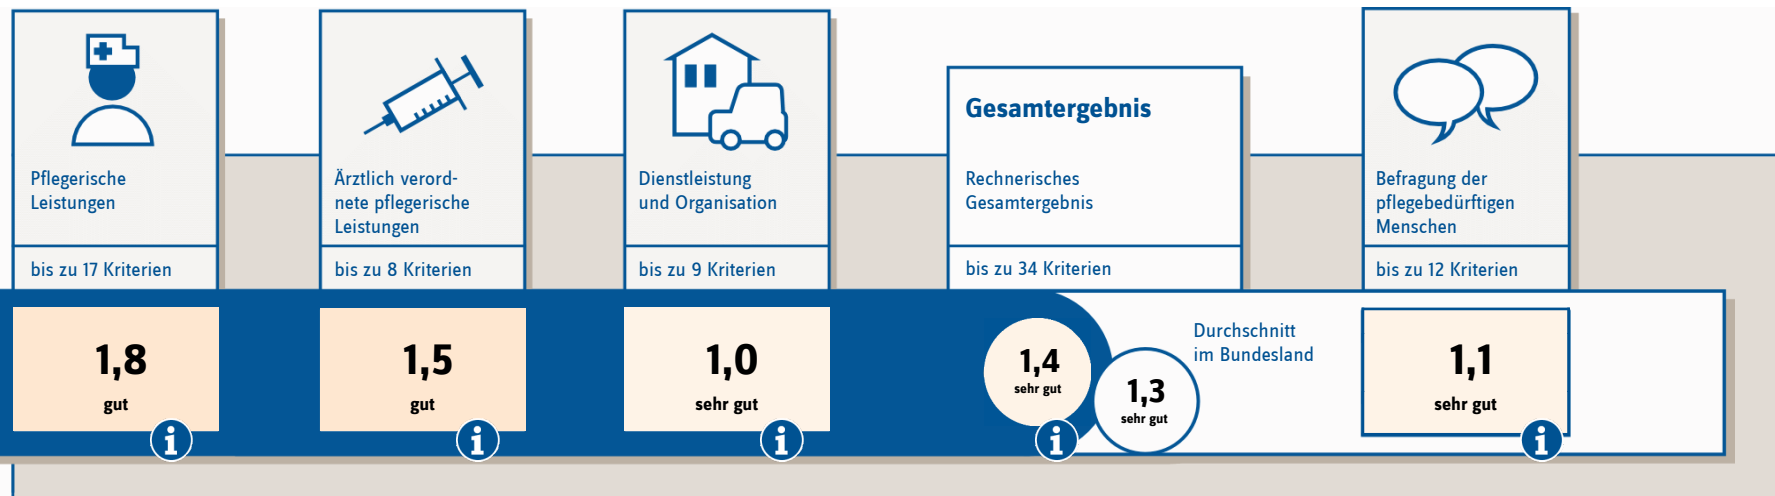 Pflegerische
Leistungen
bis zu 17 Kriterien
1,8
gut
i
Ärztlich verord-
nete pflegerische
Leistungen
bis zu 8 Kriterien
1,5
gut
i
Dienstleistung
und Organisation
bis zu 9 Kriterien
1,0
sehr gut
i
Gesamtergebnis
Rechnerisches
Gesamtergebnis
bis zu 34 Kriterien
1,4
sehr gut
i
Durchschnitt
im Bundesland
1,3
sehr gut
Befragung der
pflegebedürftigen
Menschen
bis zu 12 Kriterien
1,1
sehr gut
i